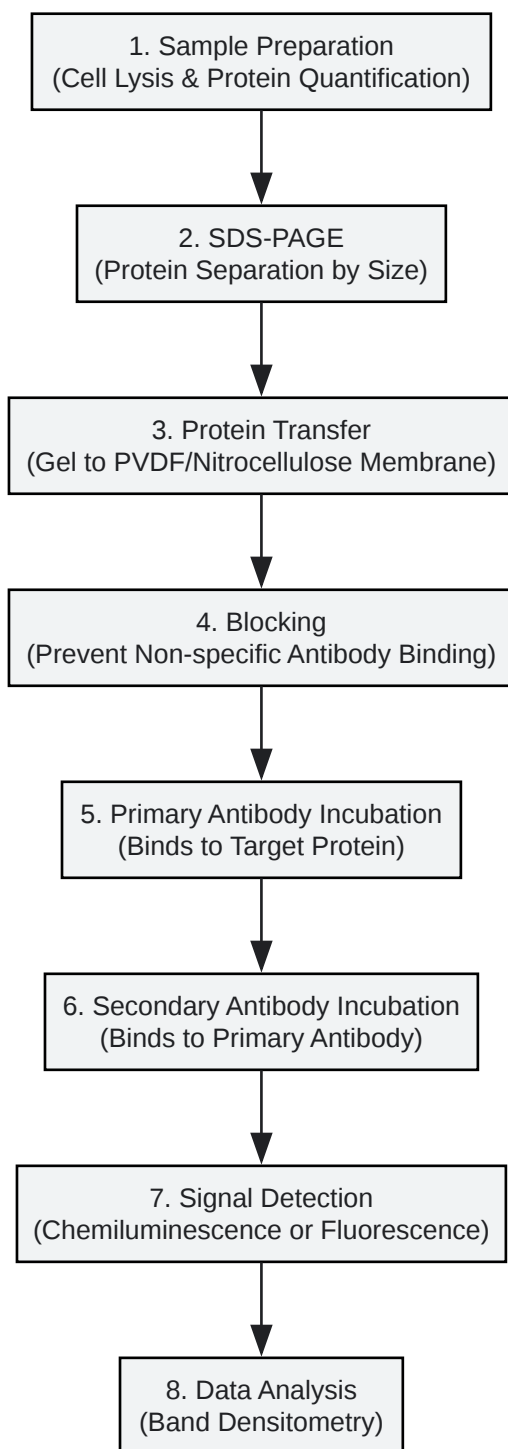 1. Sample Preparation
(Cell Lysis & Protein Quantification)
2. SDS-PAGE
(Protein Separation by Size)
3. Protein Transfer
(Gel to PVDF/Nitrocellulose Membrane)
4. Blocking
(Prevent Non-specific Antibody Binding)
5. Primary Antibody Incubation
(Binds to Target Protein)
6. Secondary Antibody Incubation
(Binds to Primary Antibody)
7. Signal Detection
(Chemiluminescence or Fluorescence)
8. Data Analysis
(Band Densitometry)